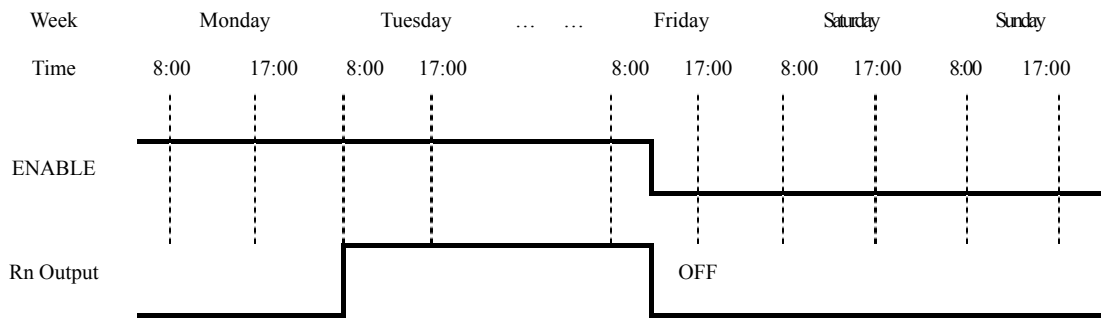 Week Monday Tuesday … … Friday Saturday Sunday
Time 8:00 17:00 8:00 17:00 8:00 17:00 8:00 17:00 8:00 17:00
ENABLE
Rn Output OFF